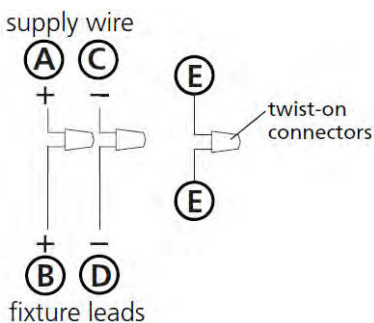 supply wire
A C
+ −
E
twist-on
connectors
E
+ −
B D
fixture leads